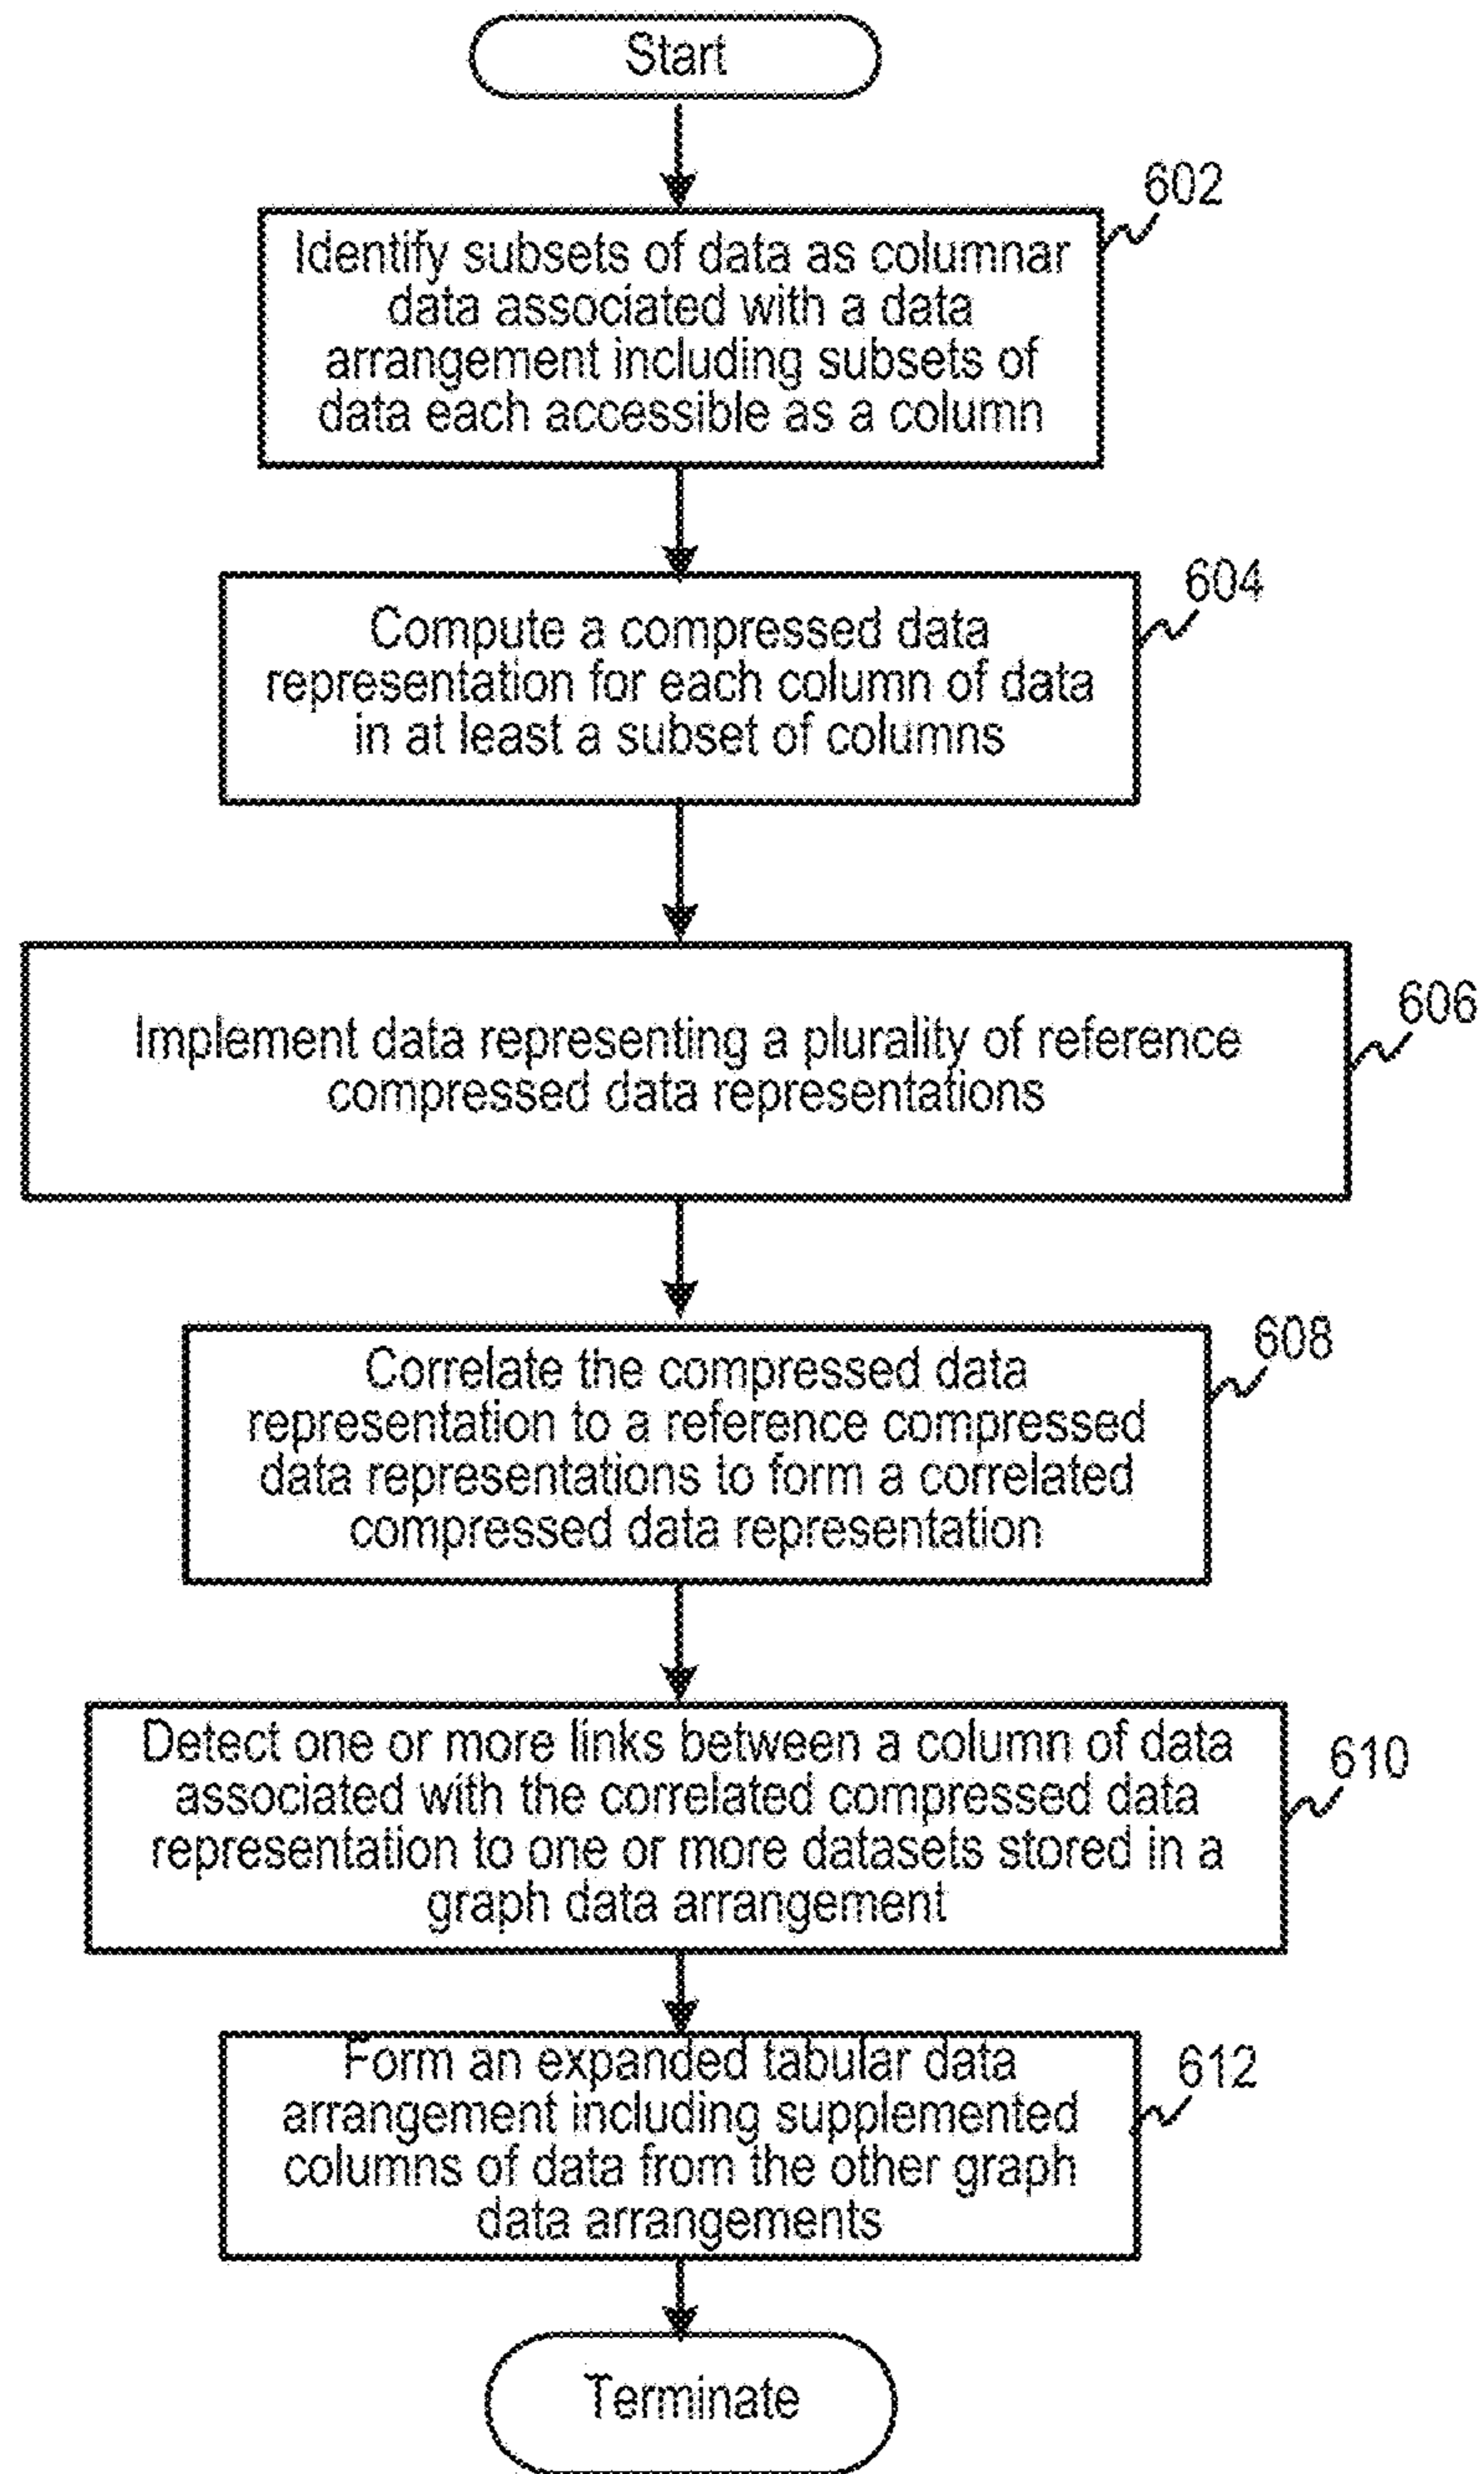 Start
602
Identify subsets of data as columnar
data associated with a data
arrangement including subsets of
data each accessible as a column
604
Compute a compressed data
representation for each column of data
in at least a subset of columns
606
Implement data representing a plurality of reference
compressed data representations
608
Correlate the compressed data
representation to a reference compressed
data representations to form a correlated
compressed data representation
610
Detect one or more links between a column of data
associated with the correlated compressed data
representation to one or more datasets stored in a
graph data arrangement
612
Form an expanded tabular data
arrangement including supplemented
columns of data from the other graph
data arrangements
Terminate